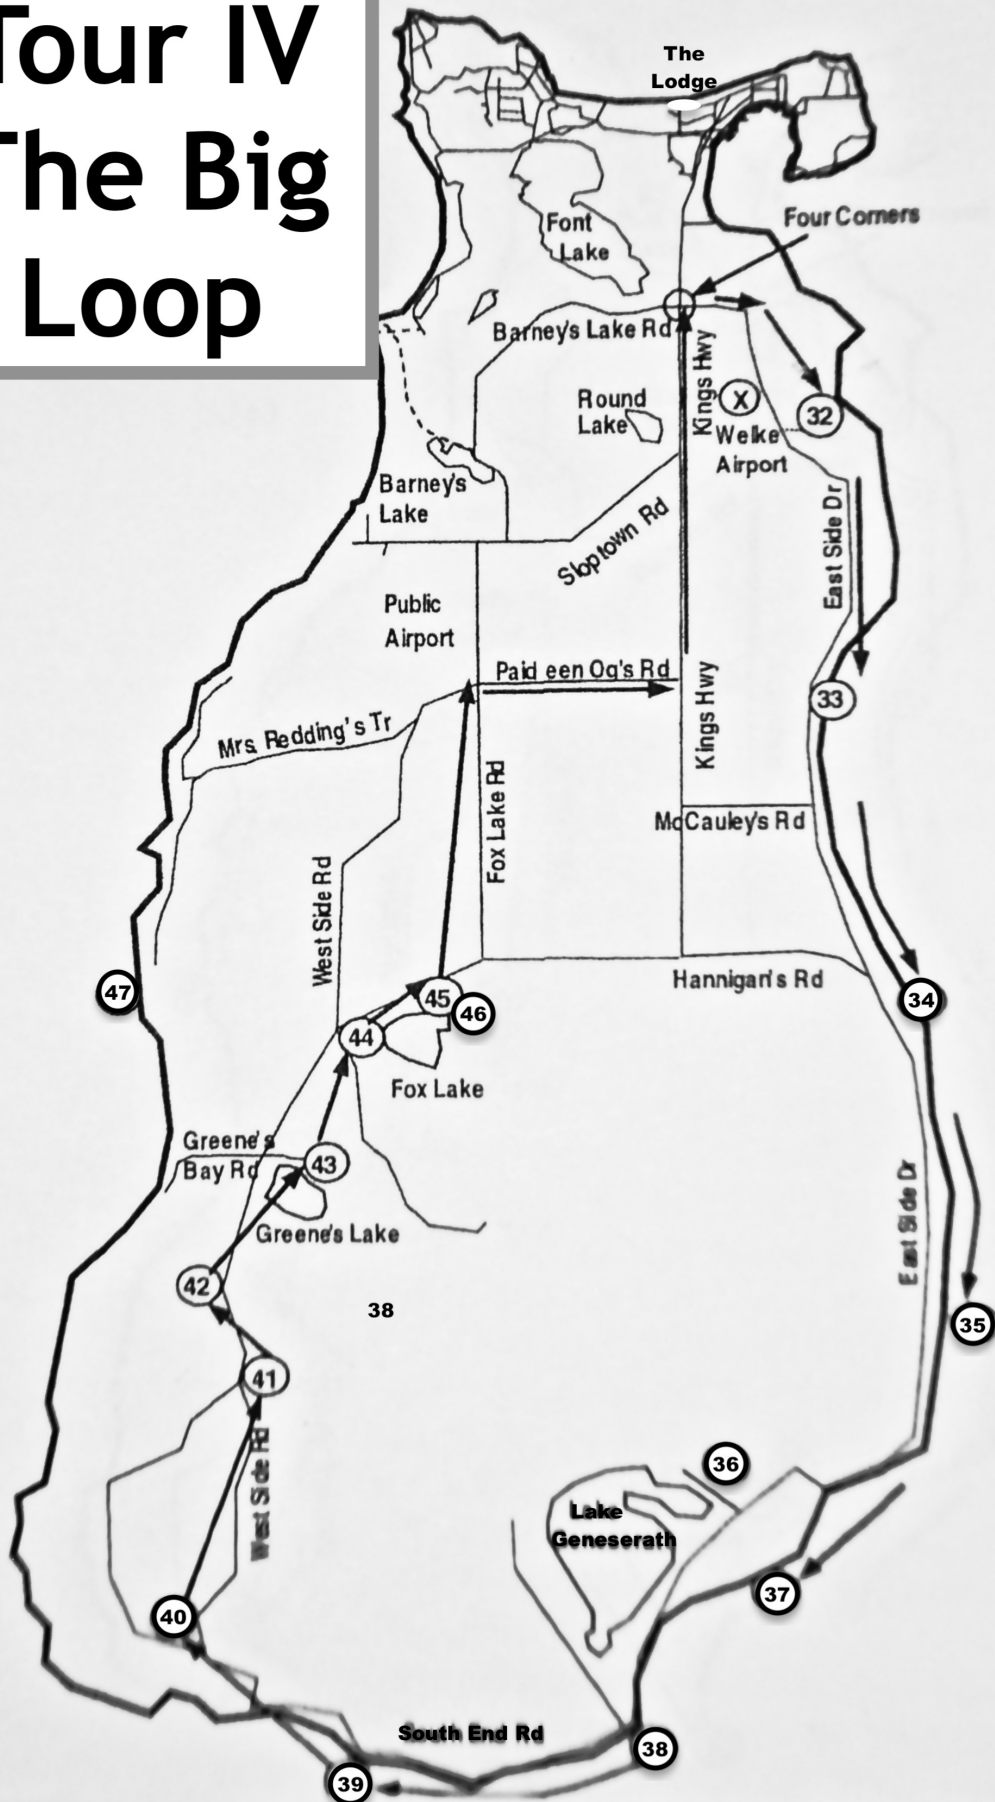 Tour IV
The Big
Loop
The
Lodge
Four Corners
Font
Lake
Barney's Lake Rd
Kings Hwy
Round
Lake
X
32
Welke
Airport
Barney's
Lake
Sloptown Rd
East Side Dr
Public
Airport
Paid een Og's Rd
33
Kings Hwy
Mrs. Redding's Tr
Fox Lake Rd
McCauley's Rd
West Side Rd
Hannigan's Rd
47
45
46
34
44
Fox Lake
Greene's
Bay Rd
43
Greene's Lake
East Side Dr
42
38
35
41
West Side Rd
36
Lake
Geneserath
37
40
South End Rd
38
39